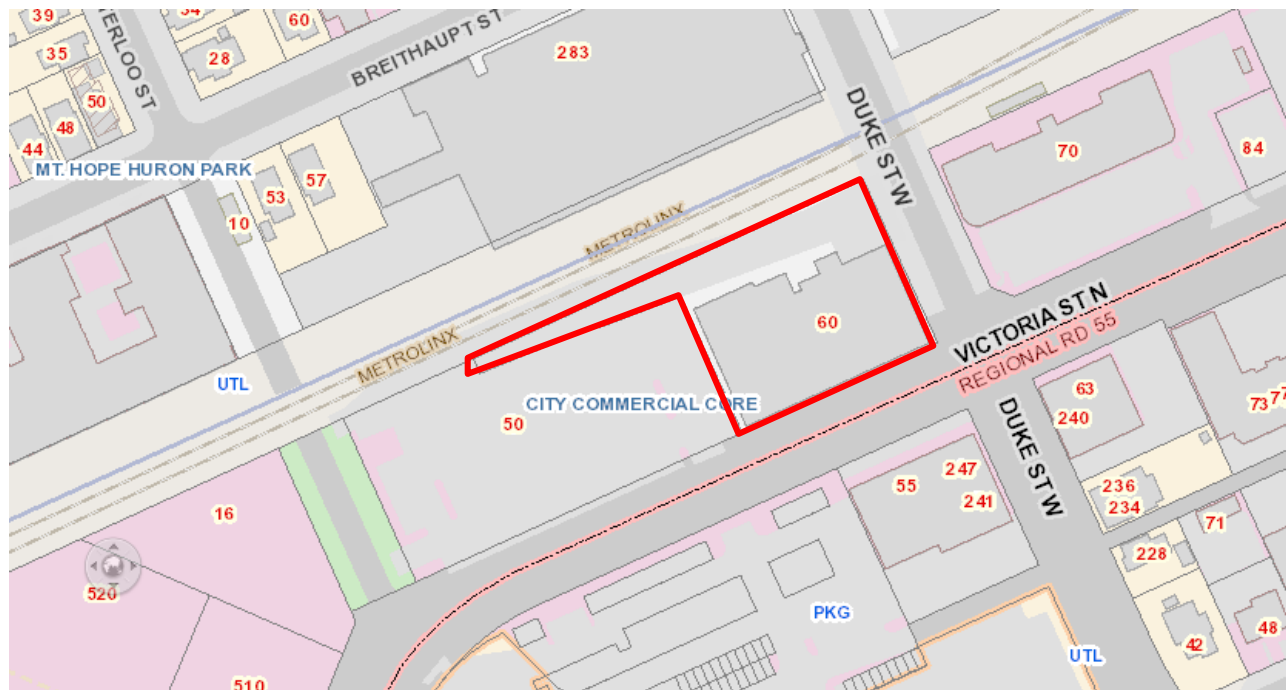 39
34
60
283
ERLOO ST
BREITHAUPT ST
35
28
50
48
44
DUKE ST W
70
84
MT. HOPE HURON PARK
57
53
10
METROLINX
60
VICTORIA ST N
REGIONAL RD 55
METROLINX
UTL
CITY COMMERCIAL CORE
50
63
240
73
77
DUKE ST W
247
55
241
236
234
16
71
228
520
PKG
48
42
UTL
510